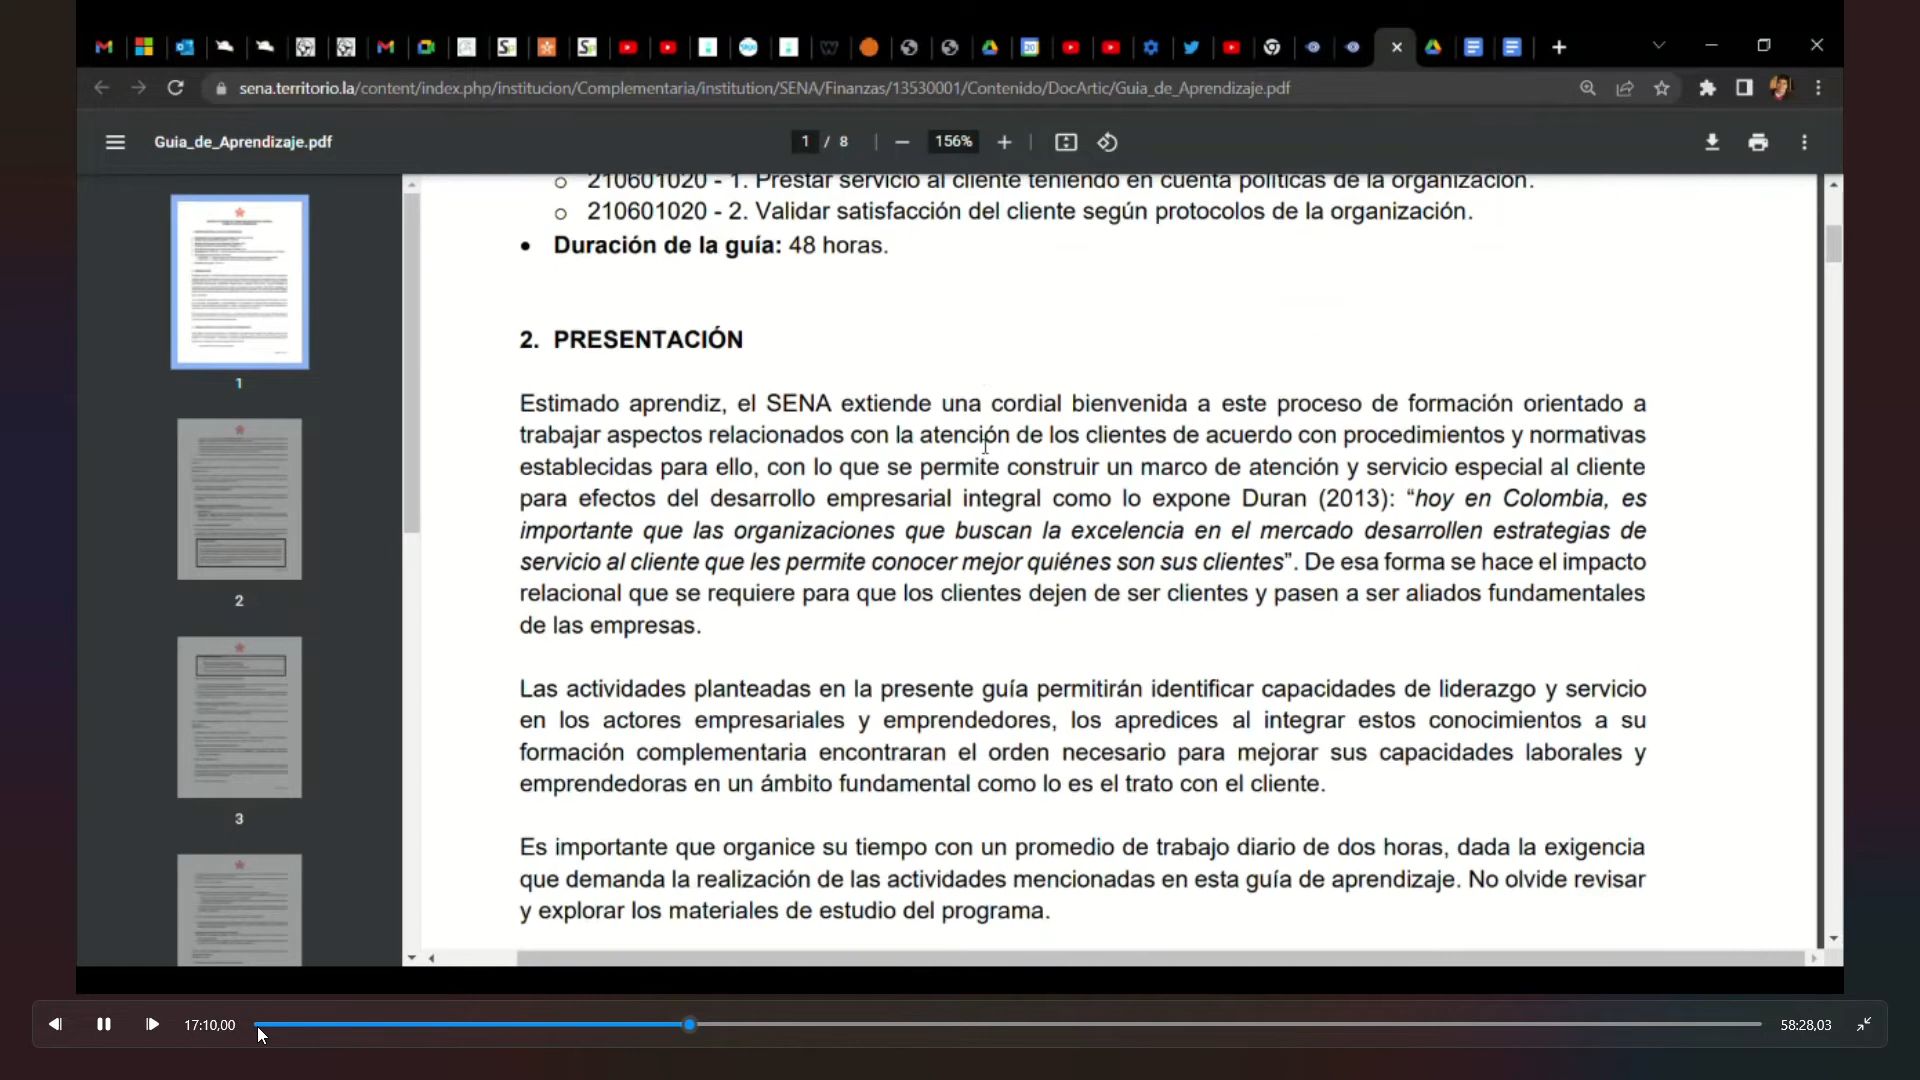 sena.territorio.la/content/index.php/institucion/Complementaria/institution/SENA/Finanzas/13530001/Contenido/DocArtic/Guia_de_Aprendizaje.pdf
Guia_de_Aprendizaje.pdf
1 / 8
156%
210601020 - 1. Prestar servicio al cliente teniendo en cuenta políticas de la organización.
210601020 - 2. Validar satisfacción del cliente según protocolos de la organización.
Duración de la guía: 48 horas.
2. PRESENTACIÓN
Estimado aprendiz, el SENA extiende una cordial bienvenida a este proceso de formación orientado a
trabajar aspectos relacionados con la atención de los clientes de acuerdo con procedimientos y normativas
establecidas para ello, con lo que se permite construir un marco de atención y servicio especial al cliente
para efectos del desarrollo empresarial integral como lo expone Duran (2013): “hoy en Colombia, es
importante que las organizaciones que buscan la excelencia en el mercado desarrollen estrategias de
servicio al cliente que les permite conocer mejor quiénes son sus clientes”. De esa forma se hace el impacto
relacional que se requiere para que los clientes dejen de ser clientes y pasen a ser aliados fundamentales
de las empresas.
Las actividades planteadas en la presente guía permitirán identificar capacidades de liderazgo y servicio
en los actores empresariales y emprendedores, los apredices al integrar estos conocimientos a su
formación complementaria encontraran el orden necesario para mejorar sus capacidades laborales y
emprendedoras en un ámbito fundamental como lo es el trato con el cliente.
Es importante que organice su tiempo con un promedio de trabajo diario de dos horas, dada la exigencia
que demanda la realización de las actividades mencionadas en esta guía de aprendizaje. No olvide revisar
y explorar los materiales de estudio del programa.
1
2
3
17:10,00
58:28,03